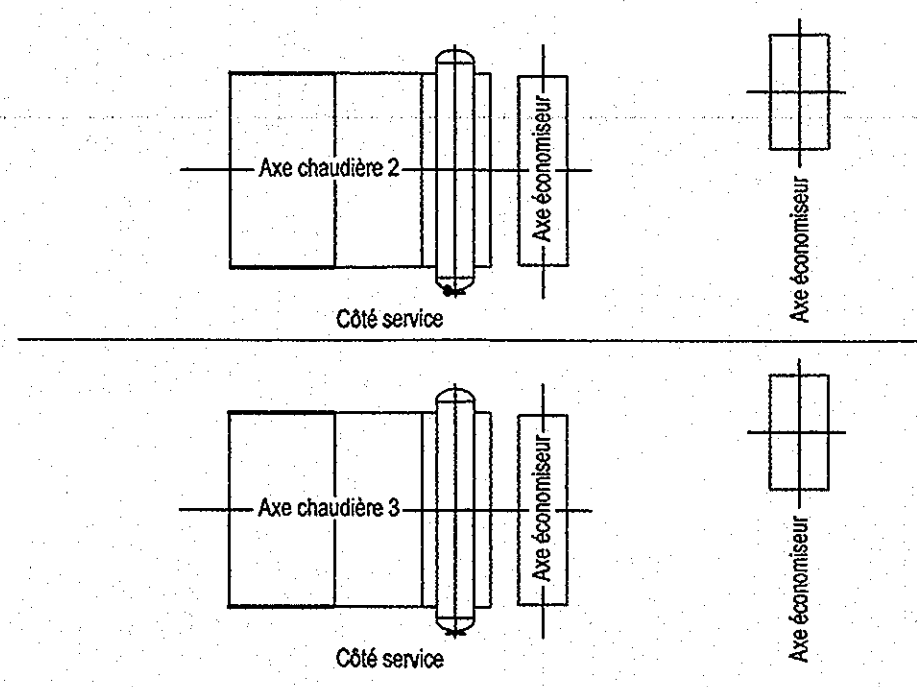 Axe chaudière 2
Axe économiseur
Axe économiseur
Côté service
Axe chaudière 3
Axe économiseur
Axe économiseur
Côté service